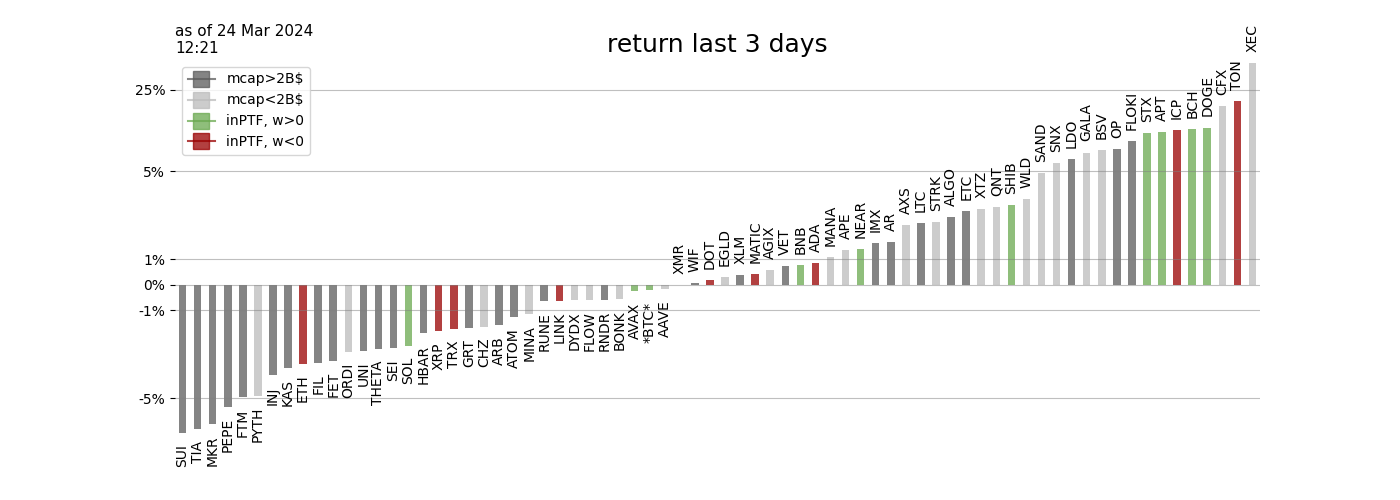 as of 24 Mar 2024
12:21
return last 3 days
mcap>2B$
mcap<2B$
inPTF, w>0
inPTF, w<0
25%
5%
1%
0%
-1%
-5%
SUI
TIA
MKR
PEPE
FTM
PYTH
INJ
KAS
ETH
FIL
FET
ORDI
UNI
THETA
SEI
SOL
HBAR
XRP
TRX
GRT
CHZ
ARB
ATOM
MINA
RUNE
LINK
DYDX
FLOW
RNDR
BONK
AVAX
*BTC*
AAVE
XMR
WIF
DOT
EGLD
XLM
MATIC
AGIX
VET
BNB
ADA
MANA
APE
NEAR
IMX
AR
AXS
LTC
STRK
ALGO
ETC
XTZ
QNT
SHIB
WLD
SAND
SNX
LDO
GALA
BSV
OP
FLOKI
STX
APT
ICP
BCH
DOGE
CFX
TON
XEC